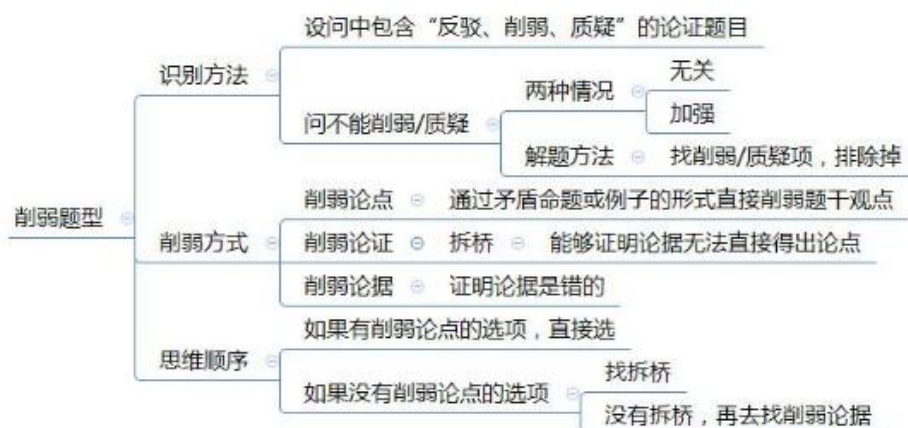 设问中包含“反驳、削弱、质疑”的论证题目
识别方法
两种情况
无关
加强
问不能削弱/质疑
解题方法
找削弱/质疑项，排除掉
削弱题型
削弱论点
通过矛盾命题或例子的形式直接削弱题干观点
削弱方式
削弱论证
拆桥
能够证明论据无法直接得出论点
削弱论据
证明论据是错的
如果有削弱论点的选项，直接选
思维顺序
如果没有削弱论点的选项
找拆桥
没有拆桥，再去找削弱论据